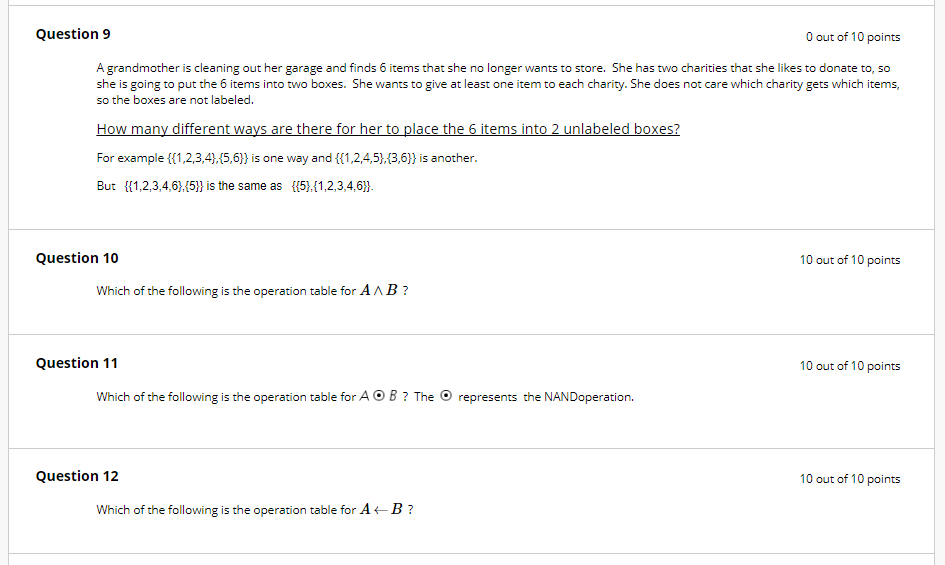 Question 9
0 out of 10 points
A grandmother is cleaning out her garage and finds 6 items that she no longer wants to store.  She has two charities that she likes to donate to, so
she is going to put the 6 items into two boxes.  She wants to give at least one item to each charity. She does not care which charity gets which items,
so the boxes are not labeled.
How many different ways are there for her to place the 6 items into 2 unlabeled boxes?
For example {{1,2,3,4},{5,6}} is one way and {{1,2,4,5},{3,6}} is another.
But  {{1,2,3,4,6},{5}} is the same as  {{5},{1,2,3,4,6}}.
Question 10
10 out of 10 points
Which of the following is the operation table for A ∧ B ?
Question 11
10 out of 10 points
Which of the following is the operation table for A ⊙ B ? The ⊙ represents the NANDoperation.
Question 12
10 out of 10 points
Which of the following is the operation table for A ← B ?